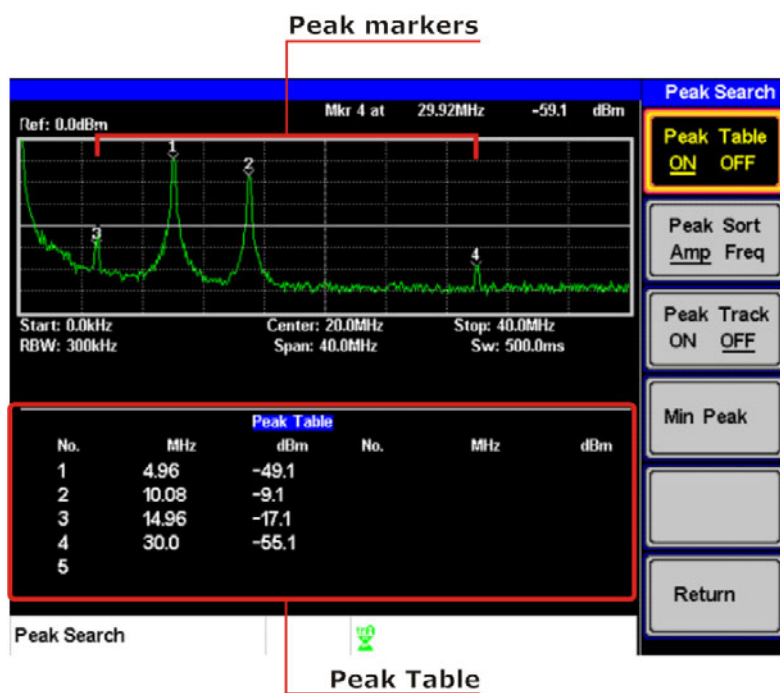 Peak markers
Peak Search
Mkr 4 at 29.92MHz -59.1 dBm
Ref: 0.0dBm
1
2
3
4
Start: 0.0kHz Center: 20.0MHz Stop: 40.0MHz
RBW: 300kHz Span: 40.0MHz Sw: 500.0ms
Peak Table
No. MHz dBm No. MHz dBm
1 4.96 -49.1
2 10.08 -9.1
3 14.96 -17.1
4 30.0 -55.1
5
Peak Search
Peak Table
ON OFF
Peak Sort
Amp Freq
Peak Track
ON OFF
Min Peak
Return
Peak Table